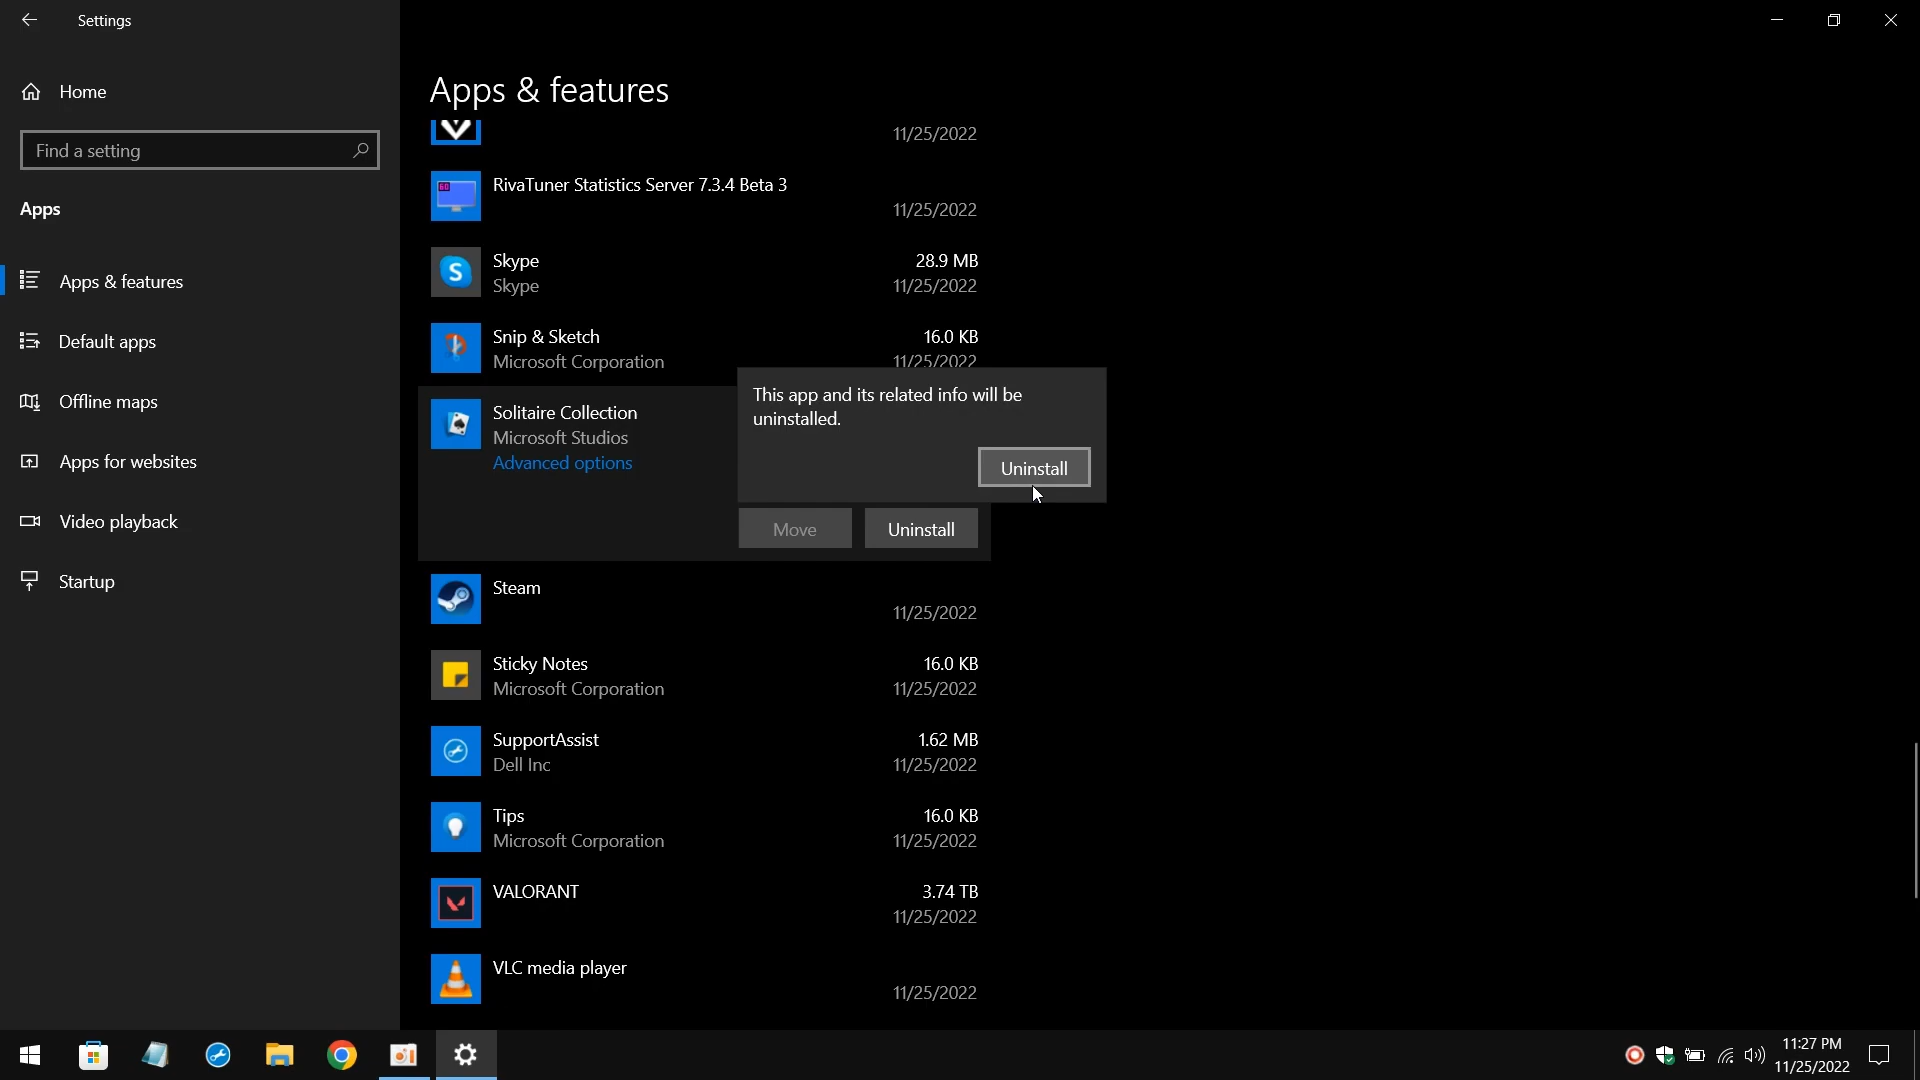 Settings
Home
Find a setting
Apps
Apps & features
Default apps
Offline maps
Apps for websites
Video playback
Startup
Apps & features
11/25/2022
RivaTuner Statistics Server 7.3.4 Beta 3
11/25/2022
Skype
28.9 MB
Skype
11/25/2022
Snip & Sketch
16.0 KB
Microsoft Corporation
11/25/2022
Solitaire Collection
Microsoft Studios
Advanced options
This app and its related info will be
uninstalled.
Uninstall
Move
Uninstall
Steam
11/25/2022
Sticky Notes
16.0 KB
Microsoft Corporation
11/25/2022
SupportAssist
1.62 MB
Dell Inc
11/25/2022
Tips
16.0 KB
Microsoft Corporation
11/25/2022
VALORANT
3.74 TB
11/25/2022
VLC media player
11/25/2022
11:27 PM
11/25/2022